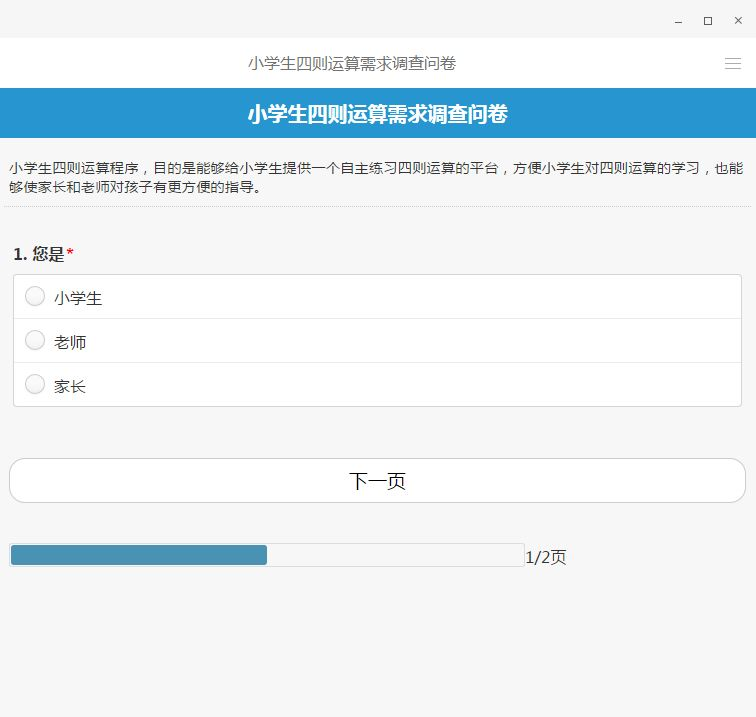 小学生四则运算需求调查问卷
小学生四则运算需求调查问卷
小学生四则运算程序，目的是能够给小学生提供一个自主练习四则运算的平台，方便小学生对四则运算的学习，也能
够使家长和老师对孩子有更方便的指导。
1. 您是*
小学生
老师
家长
下一页
1/2页